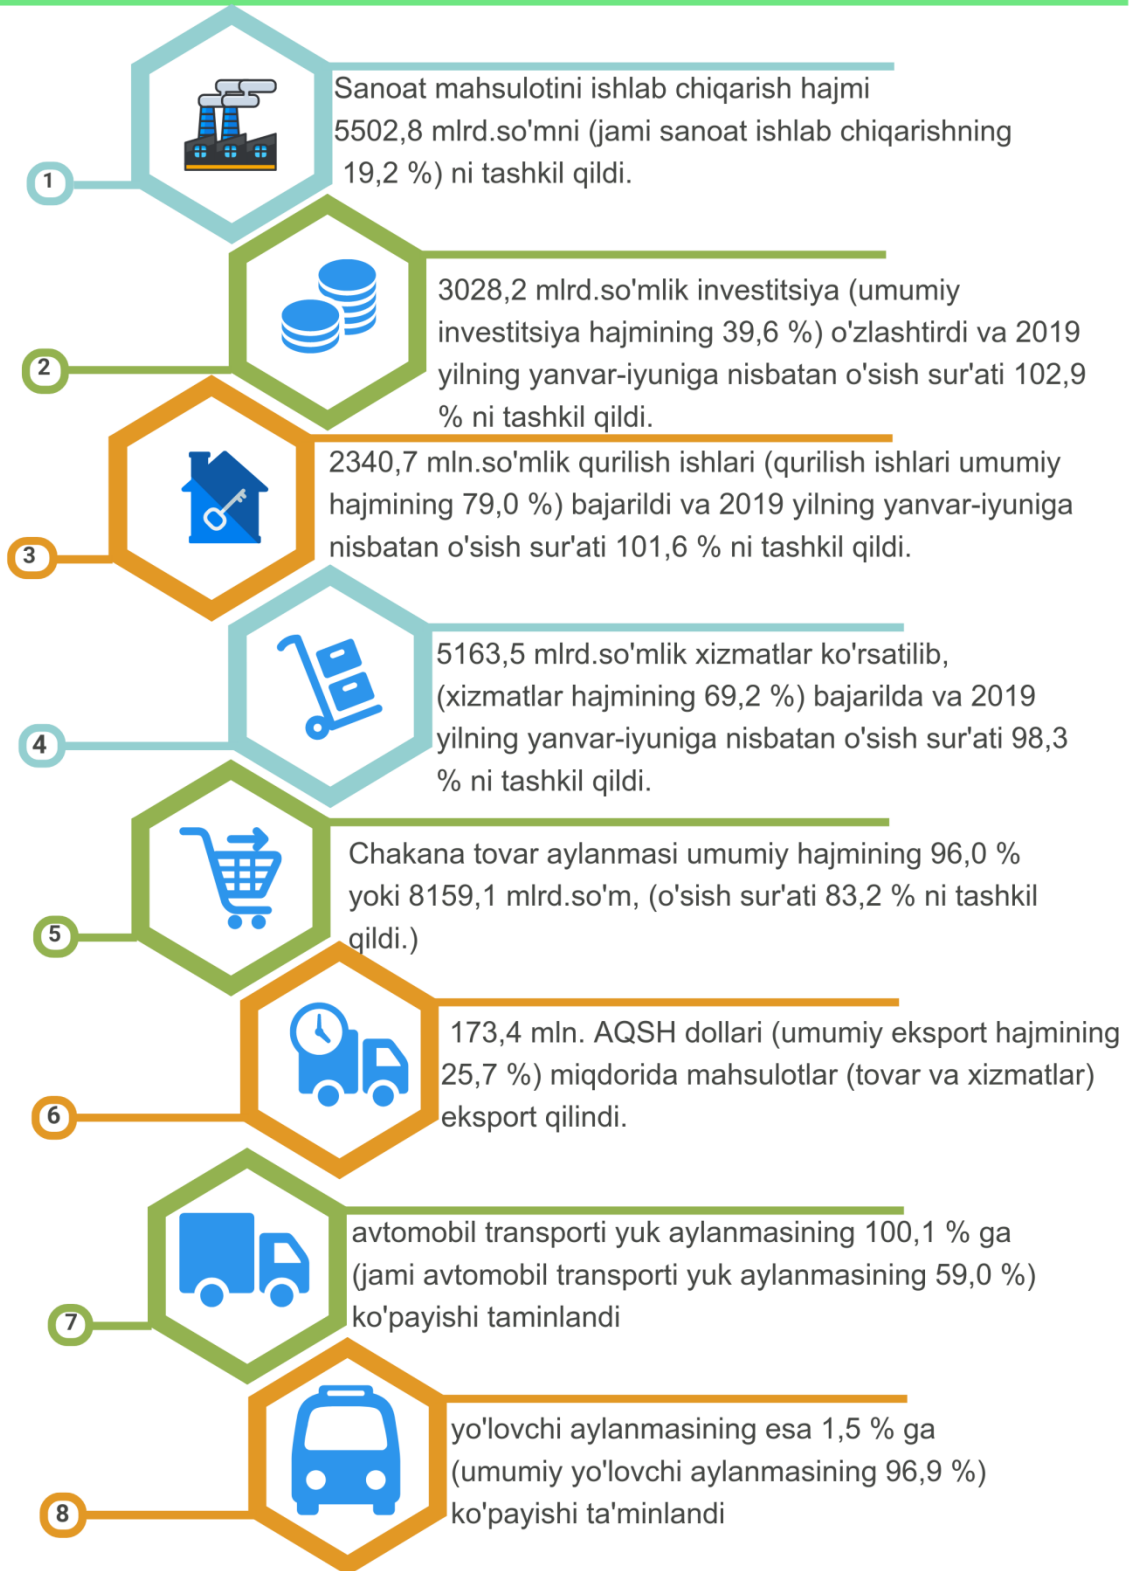 Sanoat mahsulotini ishlab chiqarish hajmi
5502,8 mlrd.so'mni (jami sanoat ishlab chiqarishning
19,2 %) ni tashkil qildi.
1
3028,2 mlrd.so'mlik investitsiya (umumiy
investitsiya hajmining 39,6 %) o'zlashtirdi va 2019
yilning yanvar-iyuniga nisbatan o'sish sur'ati 102,9
% ni tashkil qildi.
2
2340,7 mln.so'mlik qurilish ishlari (qurilish ishlari umumiy
hajmining 79,0 %) bajarildi va 2019 yilning yanvar-iyuniga
nisbatan o'sish sur'ati 101,6 % ni tashkil qildi.
3
5163,5 mlrd.so'mlik xizmatlar ko'rsatilib,
(xizmatlar hajmining 69,2 %) bajarilda va 2019
yilning yanvar-iyuniga nisbatan o'sish sur'ati 98,3
% ni tashkil qildi.
4
Chakana tovar aylanmasi umumiy hajmining 96,0 %
yoki 8159,1 mlrd.so'm, (o'sish sur'ati 83,2 % ni tashkil
qildi.)
5
173,4 mln. AQSH dollari (umumiy eksport hajmining
25,7 %) miqdorida mahsulotlar (tovar va xizmatlar)
eksport qilindi.
6
avtomobil transporti yuk aylanmasining 100,1 % ga
(jami avtomobil transporti yuk aylanmasining 59,0 %)
ko'payishi taminlandi
7
yo'lovchi aylanmasining esa 1,5 % ga
(umumiy yo'lovchi aylanmasining 96,9 %)
ko'payishi ta'minlandi
8